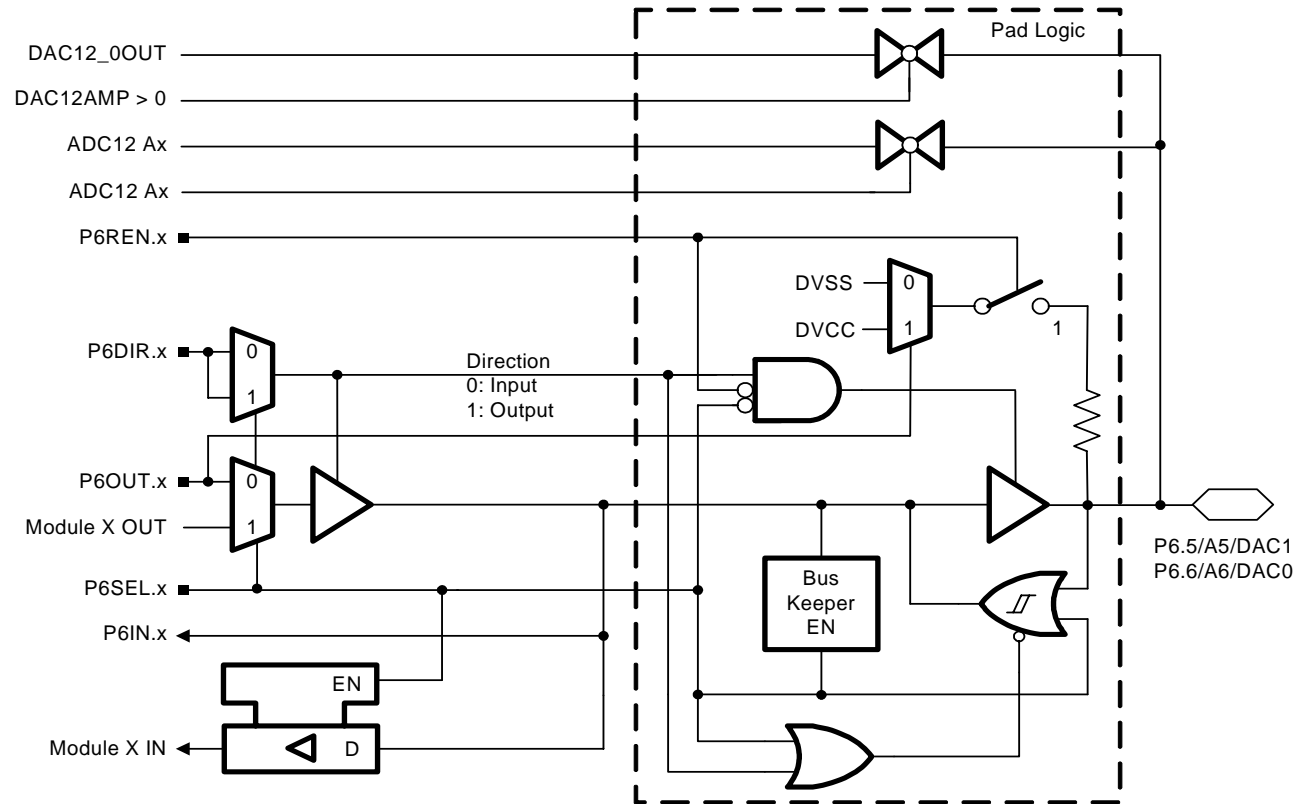 Pad Logic
DAC12_0OUT
DAC12AMP > 0
ADC12 Ax
ADC12 Ax
P6REN.x
DVSS
0
DVCC
1
1
P6DIR.x
0
1
Direction
0: Input
1: Output
P6OUT.x
0
Module X OUT
1
P6.5/A5/DAC1
P6.6/A6/DAC0
P6SEL.x
Bus
Keeper
EN
P6IN.x
EN
Module X IN
D